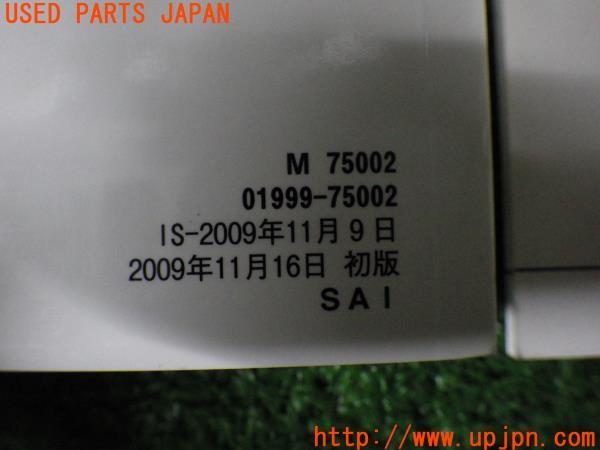 USED PARTS JAPAN
M 75002
01999-75002
IS-2009年11月9日
2009年11月16日 初版
SAI
http://www.upjpn.com